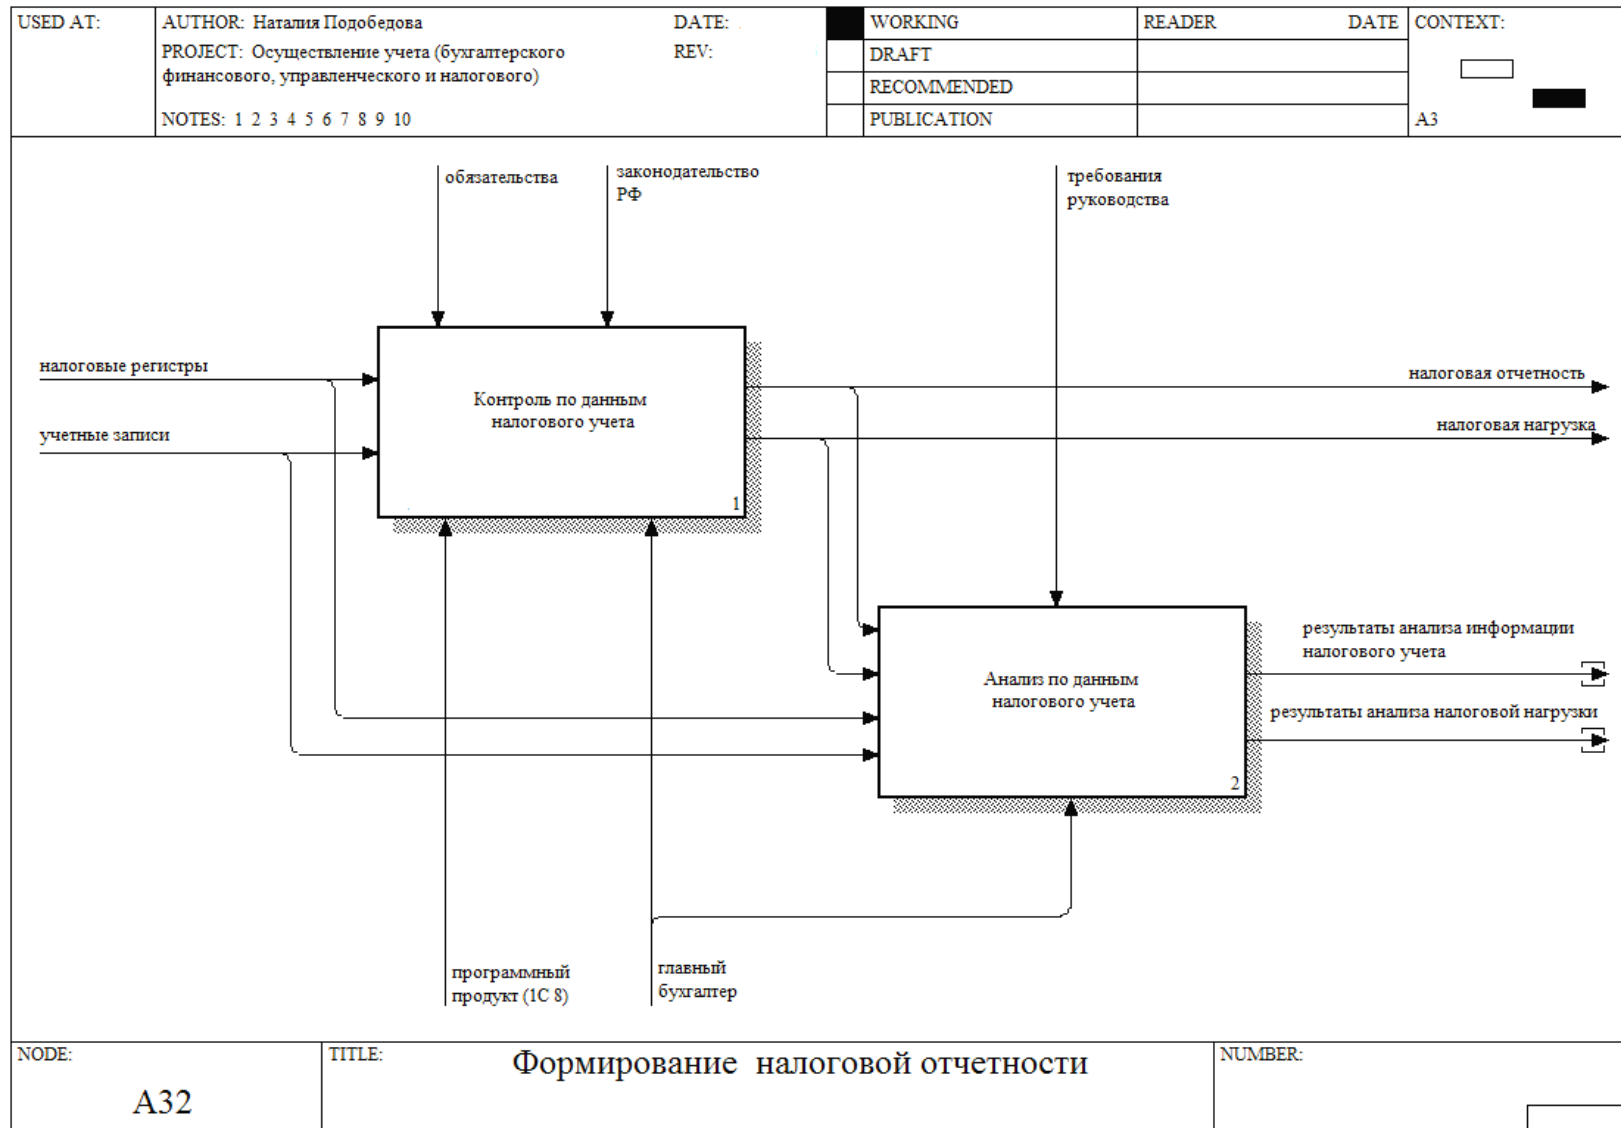 USED AT:
AUTHOR: Наталия Подобедова
DATE:
PROJECT: Осуществление учета (бухгалтерского
финансового, управленческого и налогового)
REV:
NOTES: 1 2 3 4 5 6 7 8 9 10
WORKING
DRAFT
RECOMMENDED
PUBLICATION
READER DATE
CONTEXT:
A3
обязательства
законодательство
РФ
требования
руководства
налоговые регистры
учетные записи
Контроль по данным
налогового учета
1
налоговая отчетность
налоговая нагрузка
Анализ по данным
налогового учета
2
результаты анализа информации
налогового учета
результаты анализа налоговой нагрузки
программный
продукт (1С 8)
главный
бухгалтер
NODE:
A32
TITLE:
Формирование налоговой отчетности
NUMBER: